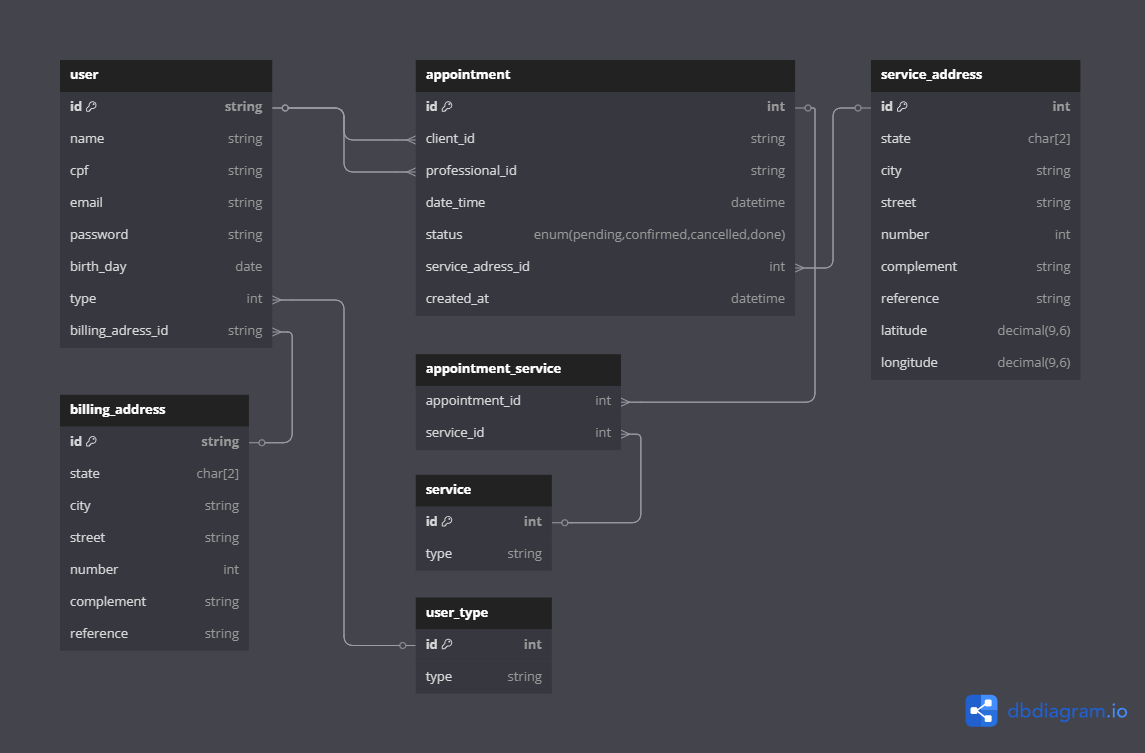 user
id string
name string
cpf string
email string
password string
birth_day date
type int
billing_adress_id string
billing_address
id string
state char[2]
city string
street string
number int
complement string
reference string
appointment
id int
client_id string
professional_id string
date_time datetime
status enum(pending,confirmed,cancelled,done)
service_adress_id int
created_at datetime
appointment_service
appointment_id int
service_id int
service
id int
type string
user_type
id int
type string
service_address
id int
state char[2]
city string
street string
number int
complement string
reference string
latitude decimal(9,6)
longitude decimal(9,6)
dbdiagram.io